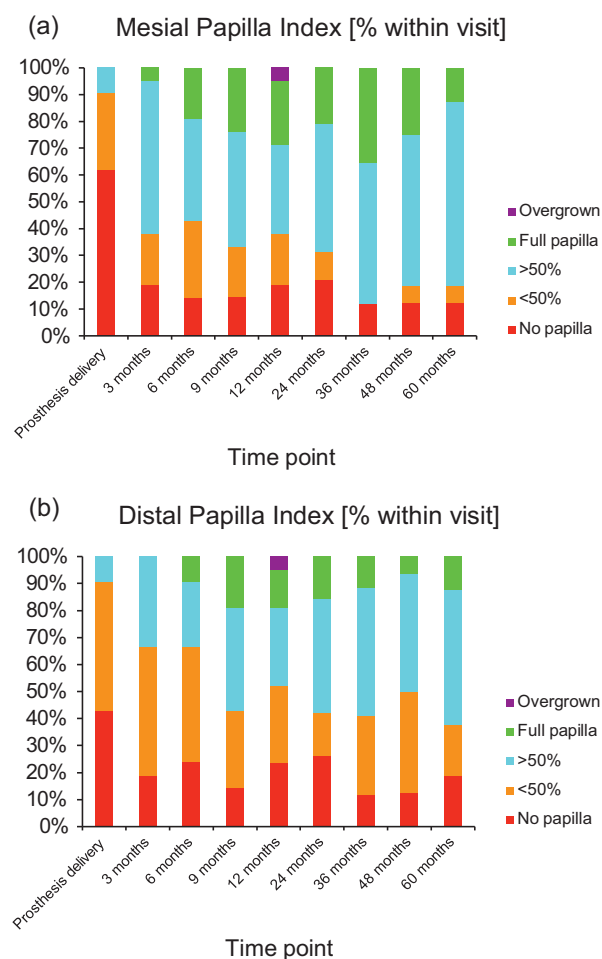 (a) Mesial Papilla Index [% within visit]
100%
90%
80%
70%
60%
50%
40%
30%
20%
10%
0%
Overgrown
Full papilla
>50%
<50%
No papilla
Prosthesis delivery
3 months
6 months
9 months
12 months
24 months
36 months
48 months
60 months
Time point
(b) Distal Papilla Index [% within visit]
100%
90%
80%
70%
60%
50%
40%
30%
20%
10%
0%
Overgrown
Full papilla
>50%
<50%
No papilla
Prosthesis delivery
3 months
6 months
9 months
12 months
24 months
36 months
48 months
60 months
Time point